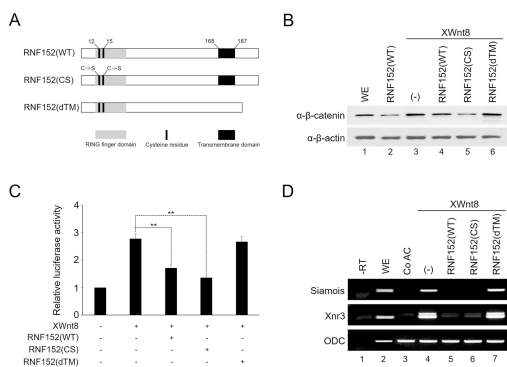 A
12 15
168 187
RNF152(WT)
C→S C→S
RNF152(CS)
RNF152(dTM)
RING finger domain
Cysteine residue
Transmembrane domain
B
XWnt8
WE
RNF152(WT)
(-)
RNF152(WT)
RNF152(CS)
RNF152(dTM)
α-β-catenin
α-β-actin
1 2 3 4 5 6
C
Relative luciferase activity
4
3
2
1
0
**
**
XWnt8 - + + + +
RNF152(WT) - - + - -
RNF152(CS) - - - + -
RNF152(dTM) - - - - +
D
XWnt8
-RT
WE
Co AC
(-)
RNF152(WT)
RNF152(CS)
RNF152(dTM)
Siamois
Xnr3
ODC
1 2 3 4 5 6 7